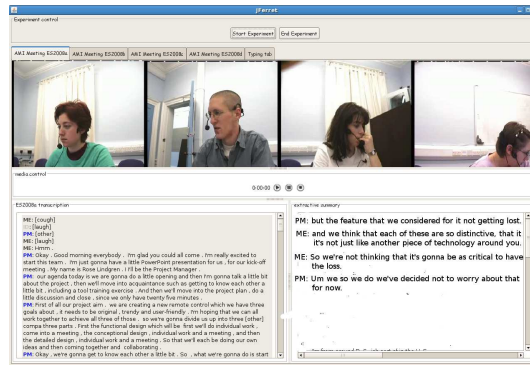 jFerret
Experiment control
Start Experiment End Experiment
AMI Meeting ES2008a AMI Meeting ES2008b AMI Meeting ES2008c AMI Meeting ES2008d Typing tab
media control
0:00:00
ES2008a transcription
ME: [cough]
[laugh]
PM: [other]
ME: [laugh]
ME: Hmm .
PM: Okay . Good morning everybody . I'm glad you could all come . I'm really excited to
start this team . I'm just gonna have a little PowerPoint presentation for us , for our kick-off
meeting . My name is Rose Lindgren . I'll be the Project Manager .
PM: our agenda today is we are gonna do a little opening and then I'm gonna talk a little bit
about the project , then we'll move into acquaintance such as getting to know each other a
little bit , including a tool training exercise . And then we'll move into the project plan , do a
little discussion and close , since we only have twenty five minutes .
PM: First of all our project aim . we are creating a new remote control which we have three
goals about , it needs to be original , trendy and user-friendly . I'm hoping that we can all
work together to achieve all three of those . so we're gonna divide us up into three [other]
compa three parts . First the functional design which will be first we'll do individual work ,
come into a meeting , the conceptional design , individual work and a meeting , and then
the detailed design , individual work and a meeting . So that we'll each be doing our own
ideas and then coming together and collaborating .
PM: Okay , we're gonna get to know each other a little bit . So , what we're gonna do is start
extractive summary
PM: but the feature that we considered for it not getting lost.
ME: and we think that each of these are so distinctive, that it
it's not just like another piece of technology around you.
ME: So we're not thinking that it's gonna be as critical to have
the loss.
PM: Um we so we do we've decided not to worry about that
for now.